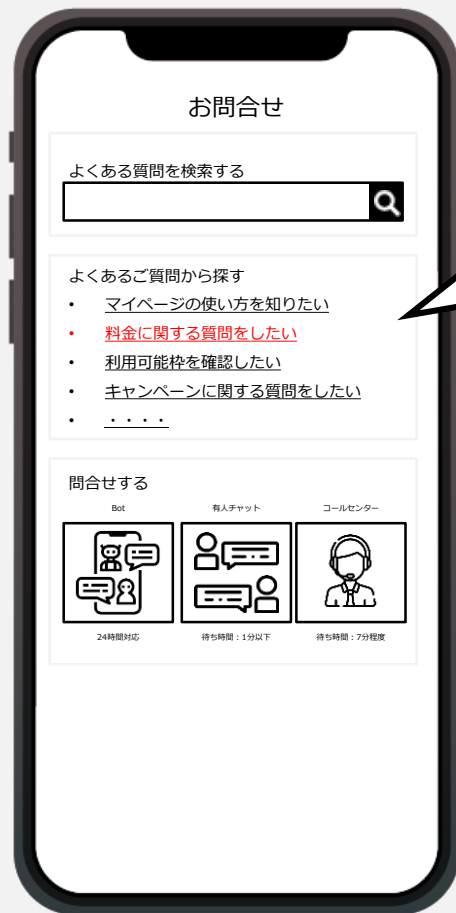 お問合せ
よくある質問を検索する
よくあるご質問から探す
• マイページの使い方を知りたい
• 料金に関する質問をしたい
• 利用可能枠を確認したい
• キャンペーンに関する質問をしたい
• ・・・・
問合せする
Bot 有人チャット コールセンター
24時間対応 待ち時間：1分以下 待ち時間：7分程度